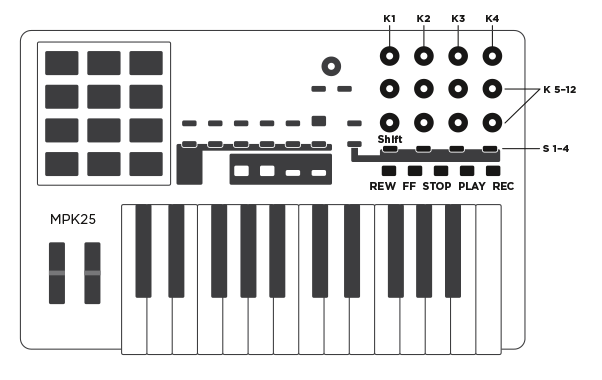 K1 K2 K3 K4
K 5–12
Shift
S 1–4
REW FF STOP PLAY REC
MPK25